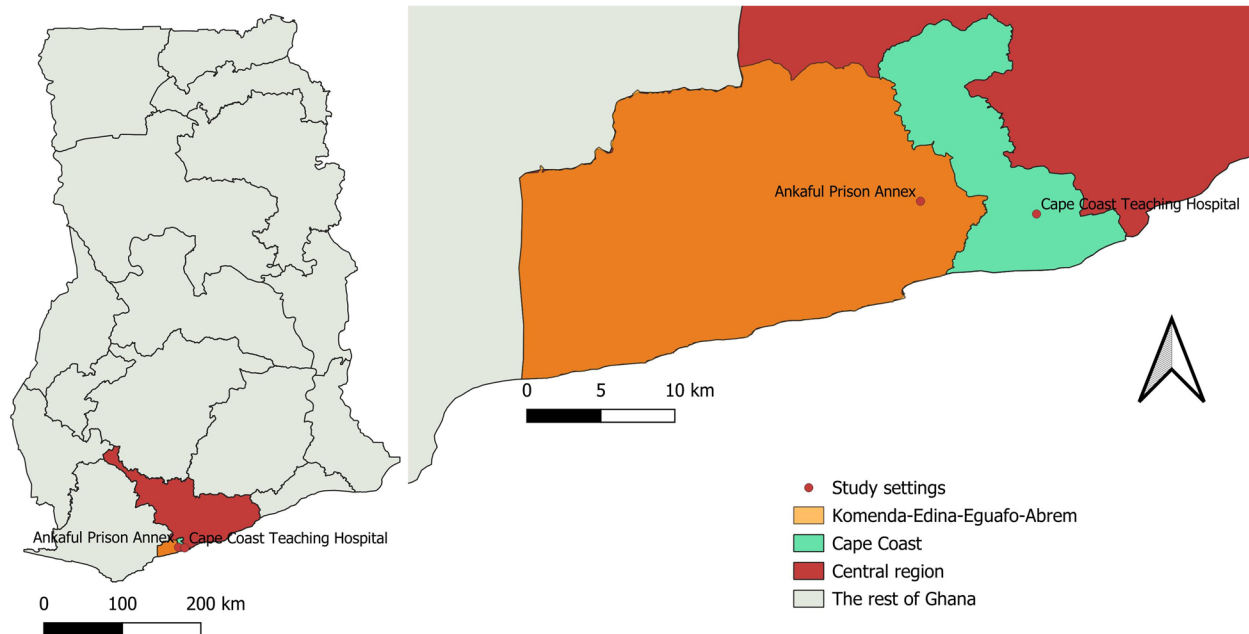 Ankaful Prison Annex
Cape Coast Teaching Hospital
0 100 200 km
Ankaful Prison Annex
Cape Coast Teaching Hospital
0 5 10 km
Study settings
Komenda-Edina-Eguafo-Abrem
Cape Coast
Central region
The rest of Ghana